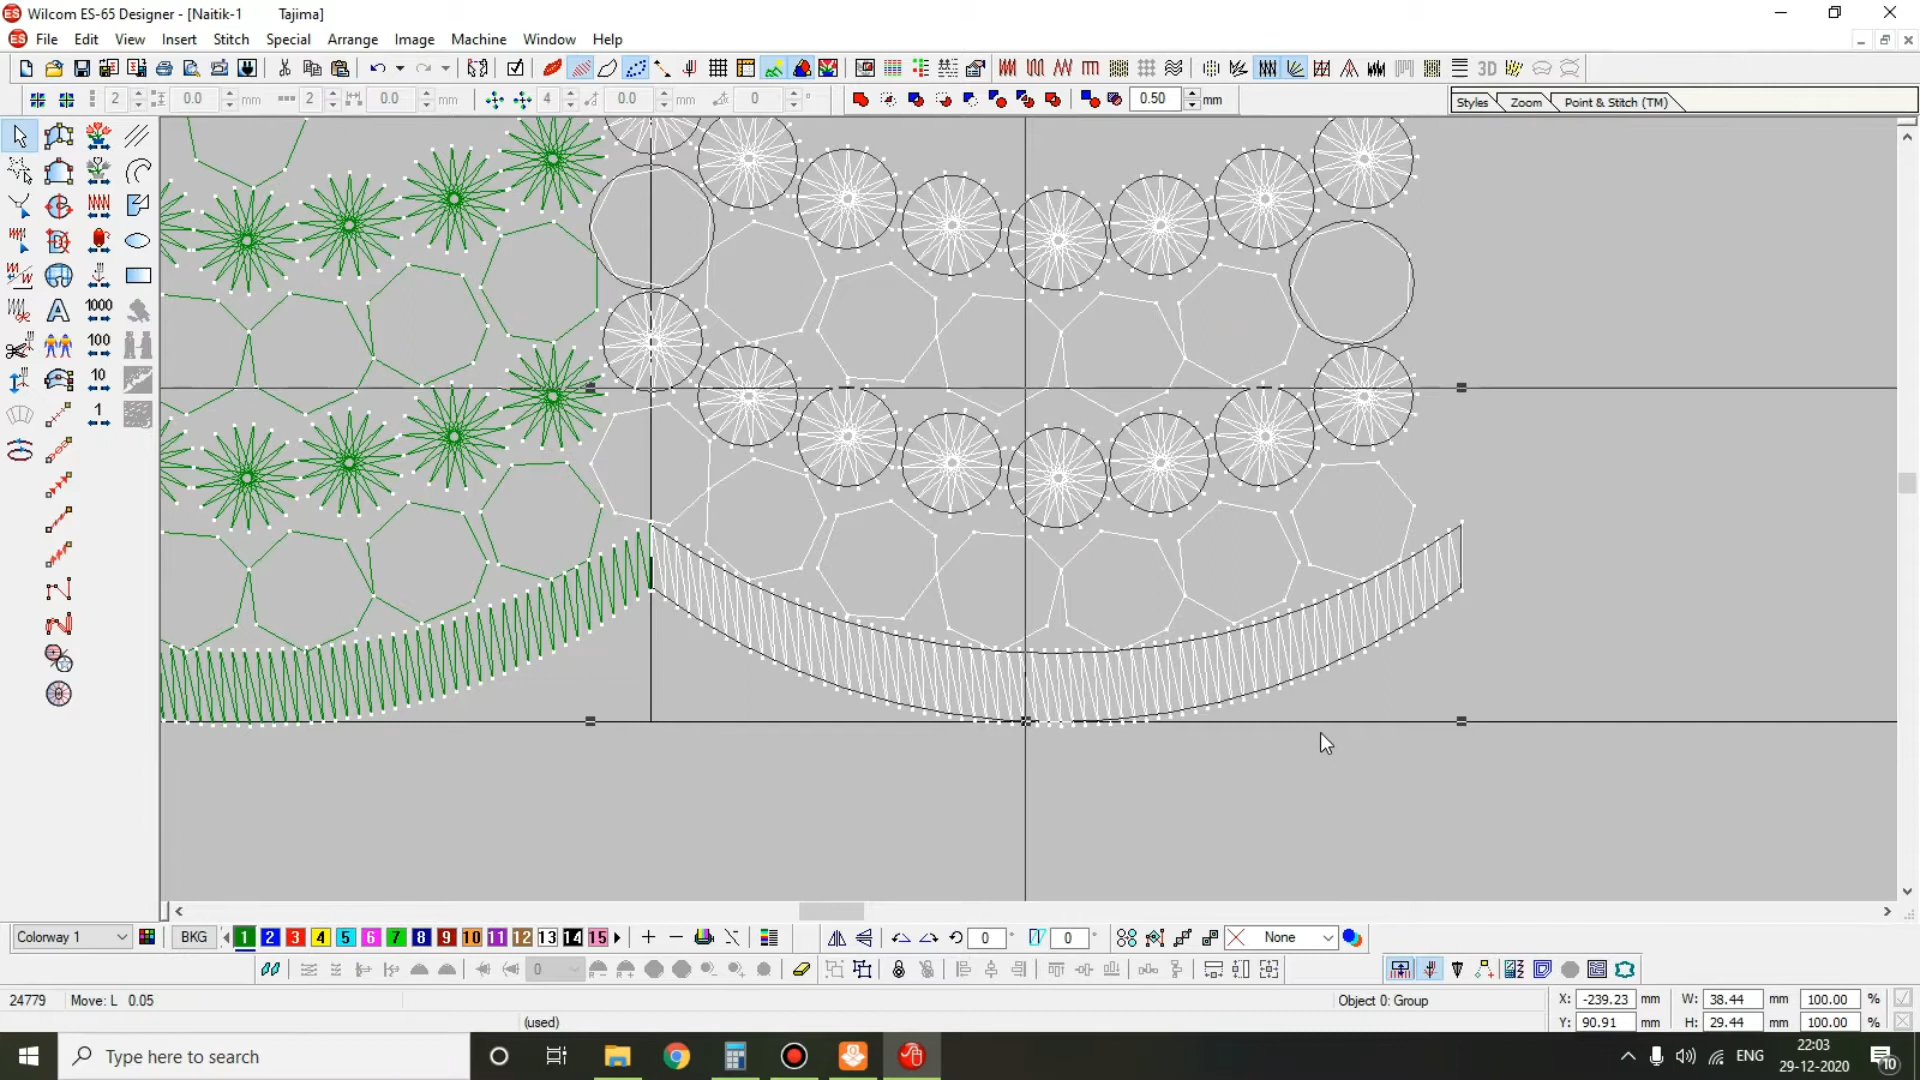 Wilcom ES-65 Designer - [Naitik-1 Tajima]
File Edit View Insert Stitch Special Arrange Image Machine Window Help
3D
2 0.0 mm 2 0.0 mm 4 0.0 mm 0 ° 0.50 mm Styles Zoom Point & Stitch (TM)
A 1000
100
10
1
Colorway 1 BKG 1 2 3 4 5 6 7 8 9 10 11 12 13 14 15 0 ° 0 ° None
0
24779 Move: L 0.05 Object 0: Group X: -239.23 mm W: 38.44 mm 100.00 %
(used) Y: 90.91 mm H: 29.44 mm 100.00 %
Type here to search ENG 22:03
29-12-2020 10